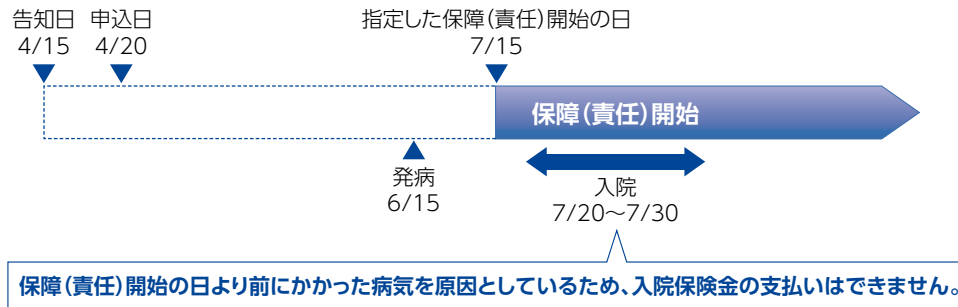 告知日 申込日
4/15 4/20
指定した保障(責任)開始の日
7/15
保障(責任)開始
発病
6/15
入院
7/20～7/30
保障(責任)開始の日より前にかかった病気を原因としているため、入院保険金の支払いはできません。